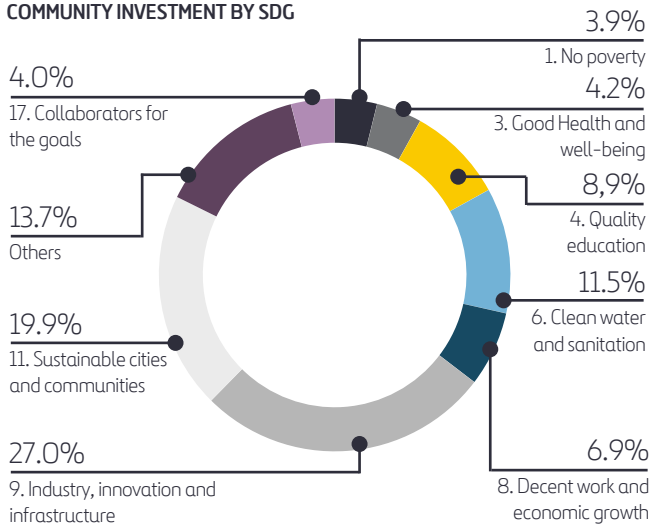 COMMUNITY INVESTMENT BY SDG
3.9%
1. No poverty
4.2%
3. Good Health and
well-being
8,9%
4. Quality
education
11.5%
6. Clean water
and sanitation
6.9%
8. Decent work and
economic growth
27.0%
9. Industry, innovation and
infrastructure
19.9%
11. Sustainable cities
and communities
13.7%
Others
4.0%
17. Collaborators for
the goals